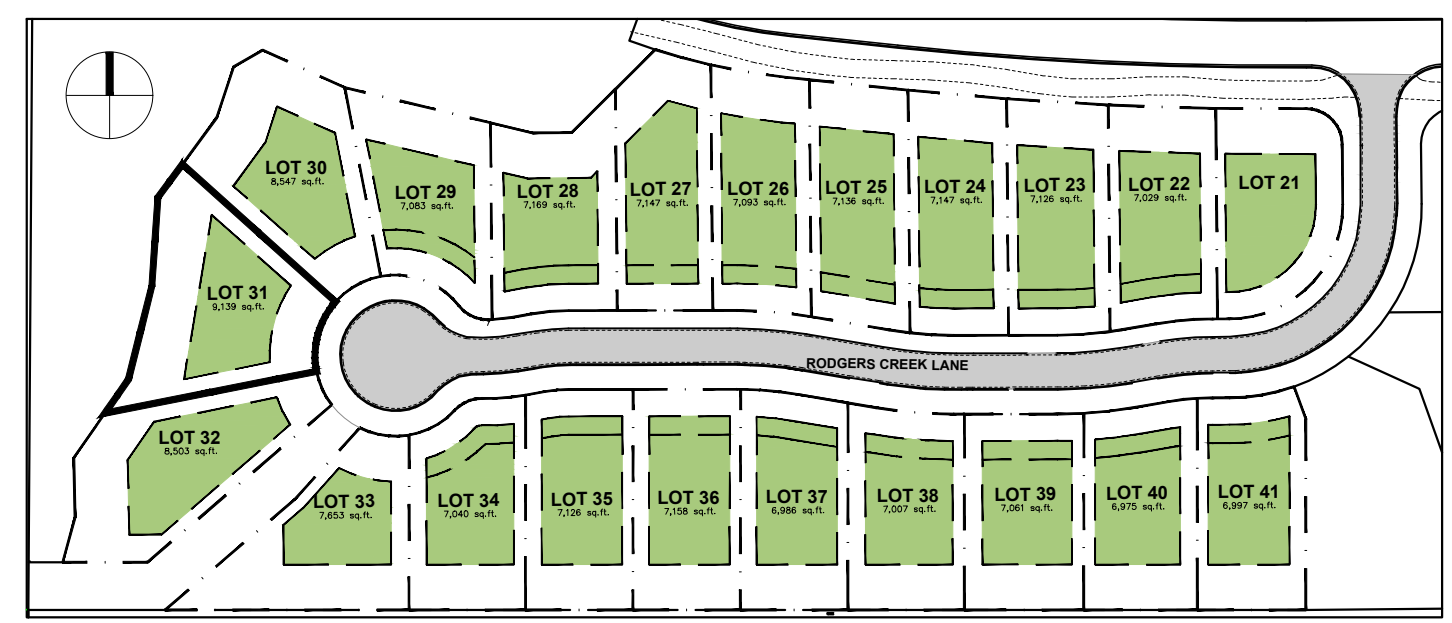 LOT 30
8,547 sq.ft.
LOT 29
7,083 sq.ft.
LOT 28
7,169 sq.ft.
LOT 27
7,147 sq.ft.
LOT 26
7,093 sq.ft.
LOT 25
7,136 sq.ft.
LOT 24
7,147 sq.ft.
LOT 23
7,126 sq.ft.
LOT 22
7,029 sq.ft.
LOT 21
LOT 31
9,139 sq.ft.
RODGERS CREEK LANE
LOT 32
8,503 sq.ft.
LOT 33
7,653 sq.ft.
LOT 34
7,040 sq.ft.
LOT 35
7,126 sq.ft.
LOT 36
7,158 sq.ft.
LOT 37
6,986 sq.ft.
LOT 38
7,007 sq.ft.
LOT 39
7,061 sq.ft.
LOT 40
6,975 sq.ft.
LOT 41
6,997 sq.ft.